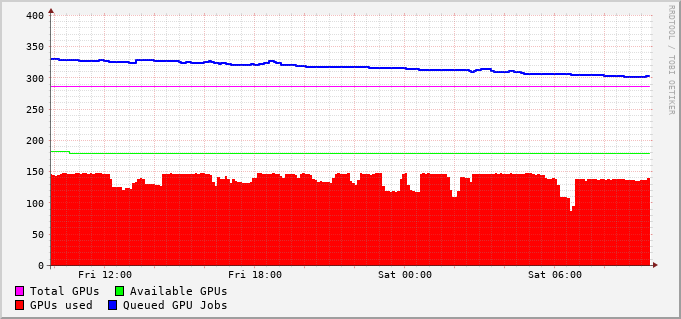 400
350
300
250
200
150
100
50
0
Fri 12:00 Fri 18:00 Sat 00:00 Sat 06:00
Total GPUs Available GPUs
GPUs used Queued GPU Jobs
RRDTOOL / TOBI OETIKER